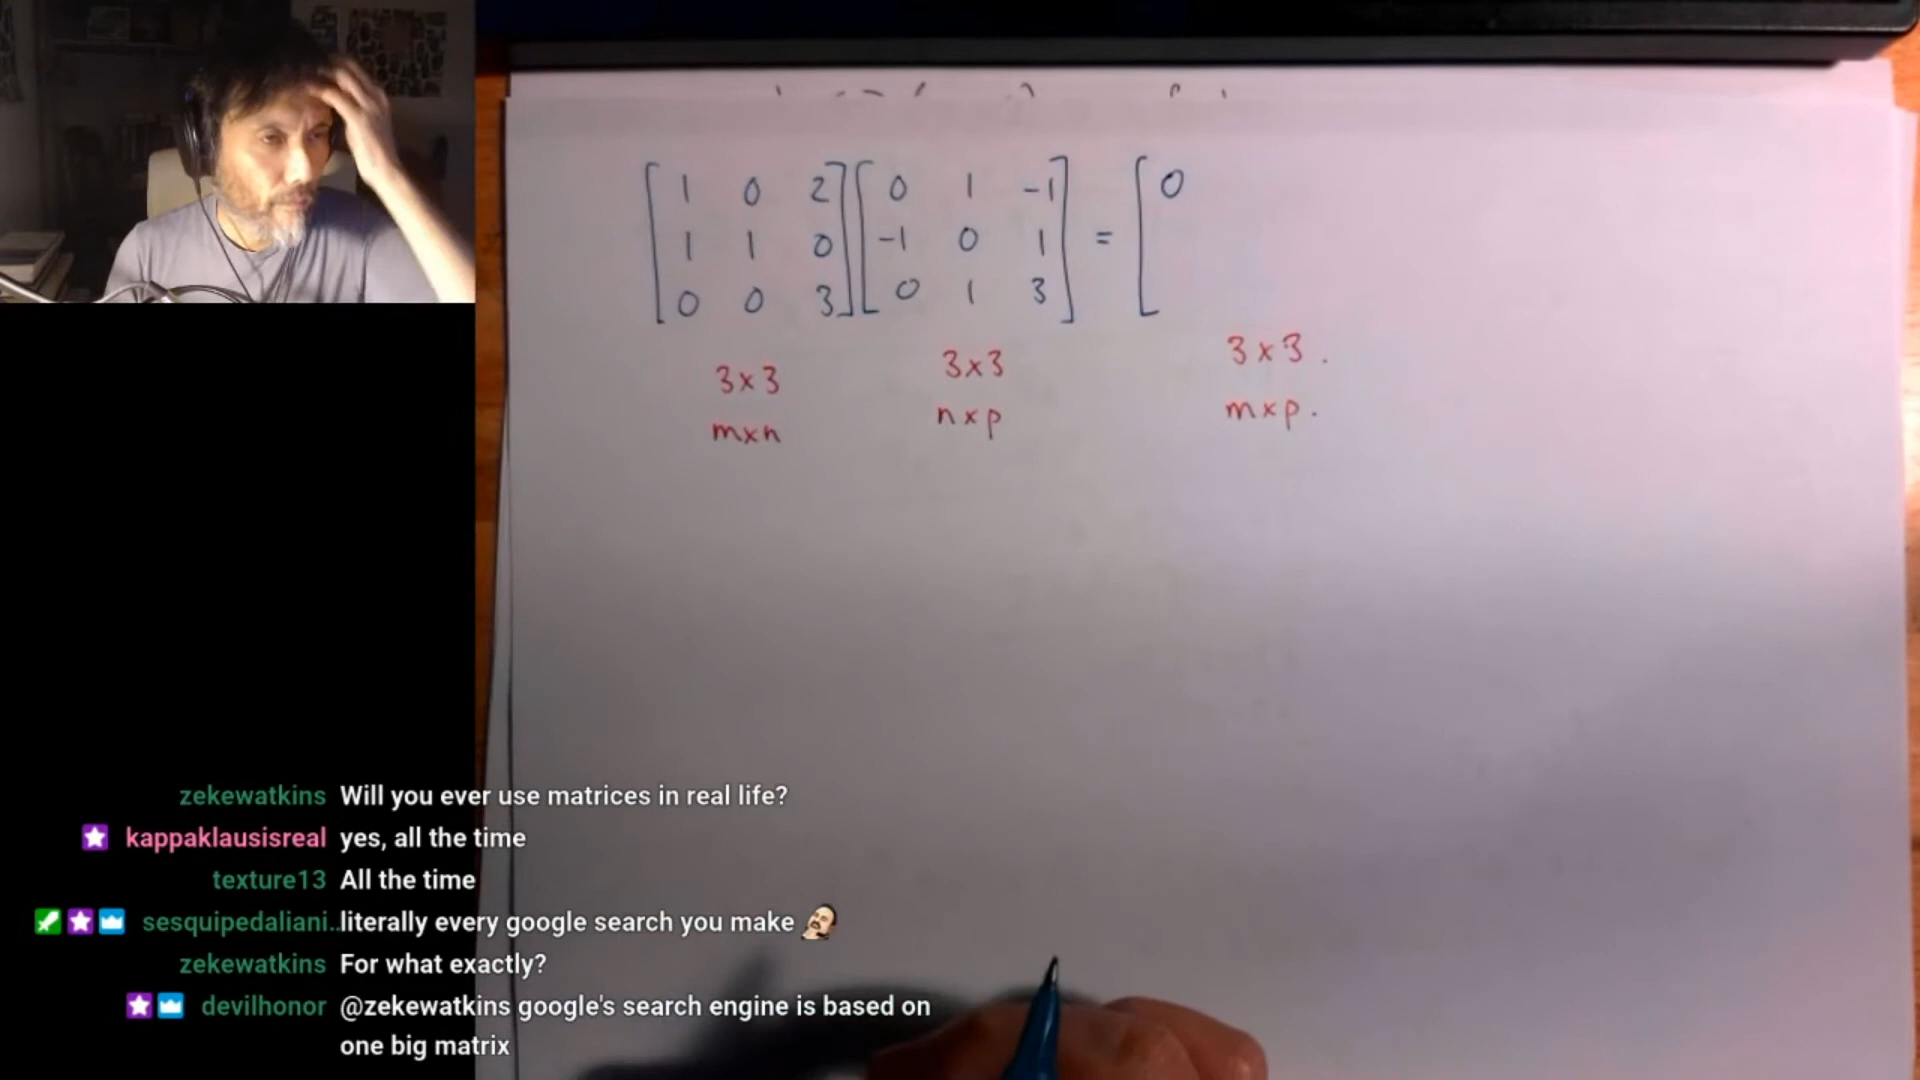 [ 1 0 2 ] [ 0 1 -1 ] = [ 0
[ 1 1 0 ] [ -1 0 1 ]
[ 0 0 3 ] [ 0 1 3 ]
3x3 3x3 3x3.
mxn nxp mxp.
zekewatkins Will you ever use matrices in real life?
kappaklausisreal yes, all the time
texture13 All the time
sesquipedaliani..literally every google search you make
zekewatkins For what exactly?
devilhonor @zekewatkins google's search engine is based on
one big matrix